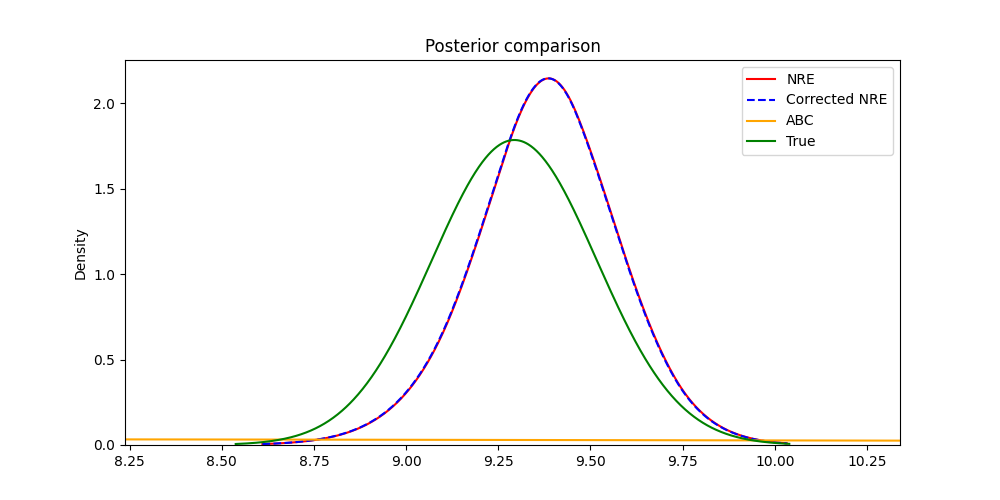 Posterior comparison
NRE
Corrected NRE
ABC
True
Density
2.0
1.5
1.0
0.5
0.0
8.25 8.50 8.75 9.00 9.25 9.50 9.75 10.00 10.25